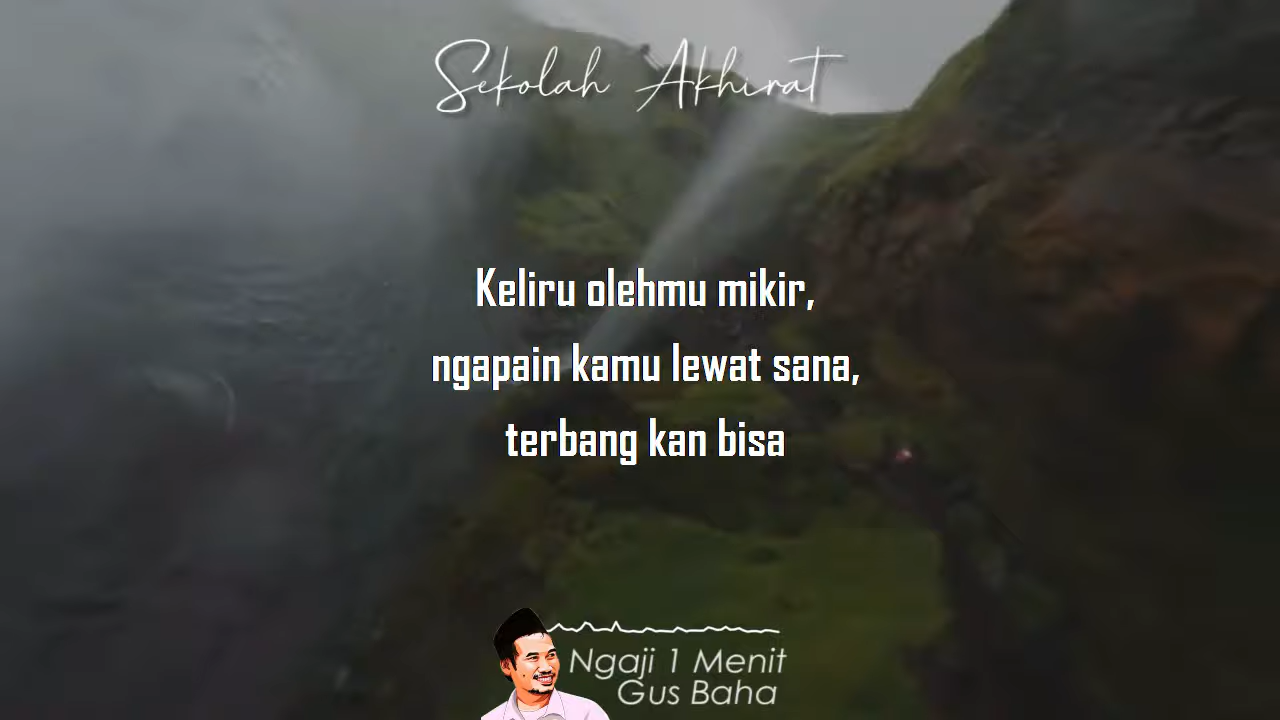 Sekolah Akhirat
Keliru olehmu mikir,
ngapain kamu lewat sana,
terbang kan bisa
Ngaji 1 Menit
Gus Baha